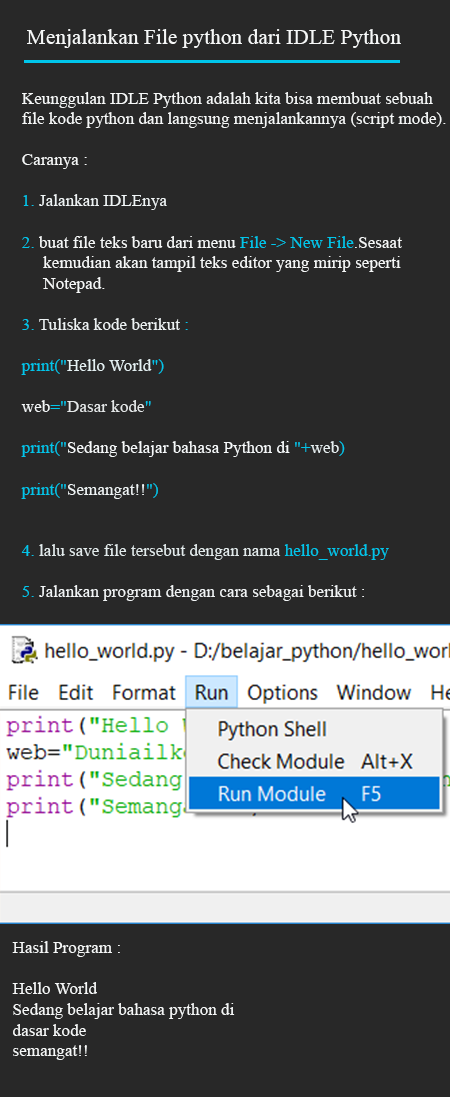 Menjalankan File python dari IDLE Python
Keunggulan IDLE Python adalah kita bisa membuat sebuah
file kode python dan langsung menjalankannya (script mode).
Caranya :
1. Jalankan IDLEnya
2. buat file teks baru dari menu File -> New File.Sesaat
kemudian akan tampil teks editor yang mirip seperti
Notepad.
3. Tuliska kode berikut :
print("Hello World")
web="Dasar kode"
print("Sedang belajar bahasa Python di "+web)
print("Semangat!!")
4. lalu save file tersebut dengan nama hello_world.py
5. Jalankan program dengan cara sebagai berikut :
hello_world.py - D:/belajar_python/hello_worl
File Edit Format Run Options Window He
print("Hello
web="Duniailk
print("Sedang
print("Semanga
Python Shell
Check Module Alt+X
Run Module F5
Hasil Program :
Hello World
Sedang belajar bahasa python di
dasar kode
semangat!!